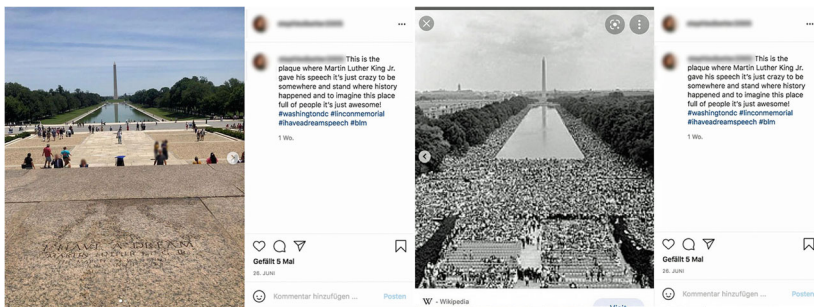 This is the
plaque where Martin Luther King Jr.
gave his speech it's just crazy to be
somewhere and stand where history
happened and to imagine this place
full of people it's just awesome!
#washingtondc #linconmemorial
#ihaveadreamspeech #blm
1 Wo.
Gefällt 5 Mal
26. JUNI
Kommentar hinzufügen ... Posten
I HAVE A DREAM
MARTIN LUTHER KING JR
W - Wikipedia
Visit
This is the
plaque where Martin Luther King Jr.
gave his speech it's just crazy to be
somewhere and stand where history
happened and to imagine this place
full of people it's just awesome!
#washingtondc #linconmemorial
#ihaveadreamspeech #blm
1 Wo.
Gefällt 5 Mal
26. JUNI
Kommentar hinzufügen ... Posten